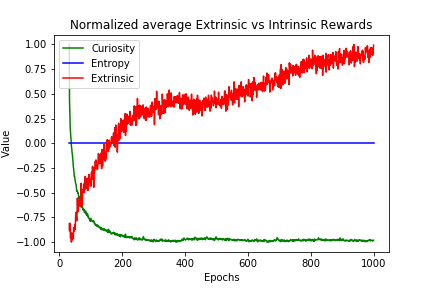 Normalized average Extrinsic vs Intrinsic Rewards
1.00
0.75
0.50
0.25
0.00
−0.25
−0.50
−0.75
−1.00
Value
Curiosity
Entropy
Extrinsic
0
200
400
600
800
1000
Epochs